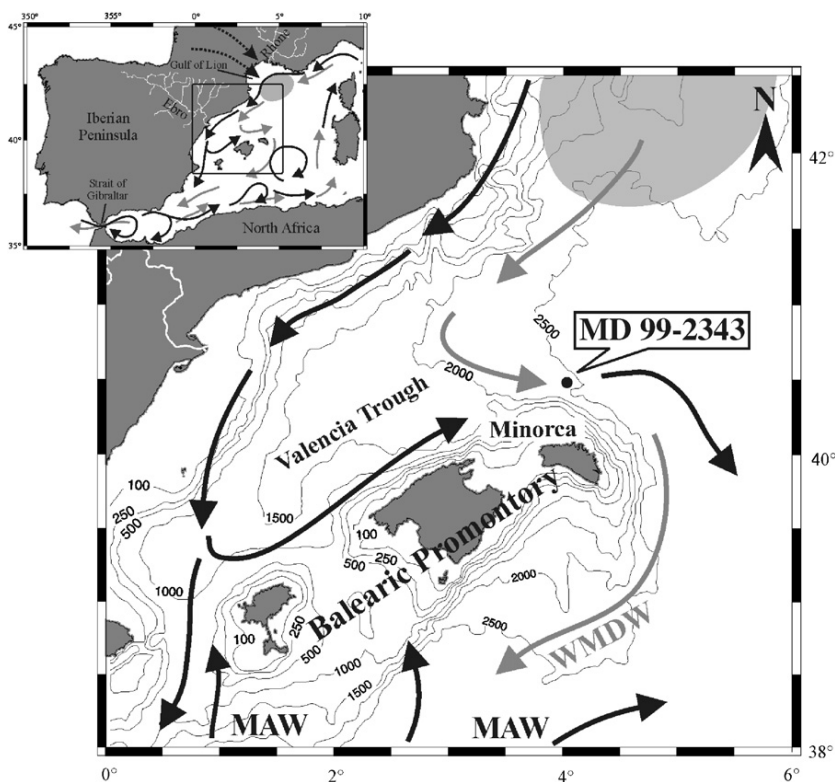 350°
355°
0°
5°
10°
45°
Rhone
Gulf of Lion
Ebro
Iberian
Peninsula
40°
Strait of
Gibraltar
North Africa
35°
N
42°
2500
MD 99-2343
2000
Valencia Trough
Minorca
40°
100
250
500
1500
100
250
500
1000
Balearic Promontory
2000
100
250
500
2500
WMDW
1000
1500
MAW
MAW
38°
0°
2°
4°
6°